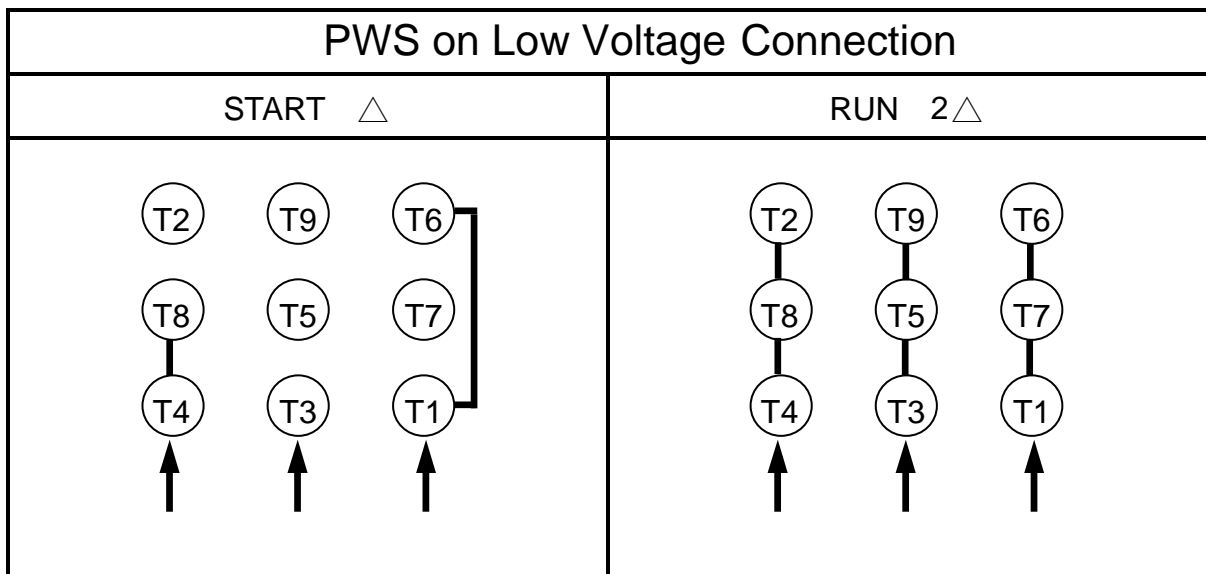 PWS on Low Voltage Connection
START △ RUN 2△
T2 T9 T6 T2 T9 T6
T8 T5 T7 T8 T5 T7
T4 T3 T1 T4 T3 T1